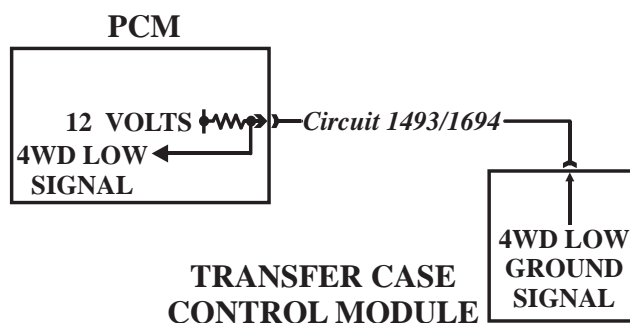 PCM
12 VOLTS
4WD LOW
SIGNAL
Circuit 1493/1694
4WD LOW
GROUND
SIGNAL
TRANSFER CASE
CONTROL MODULE